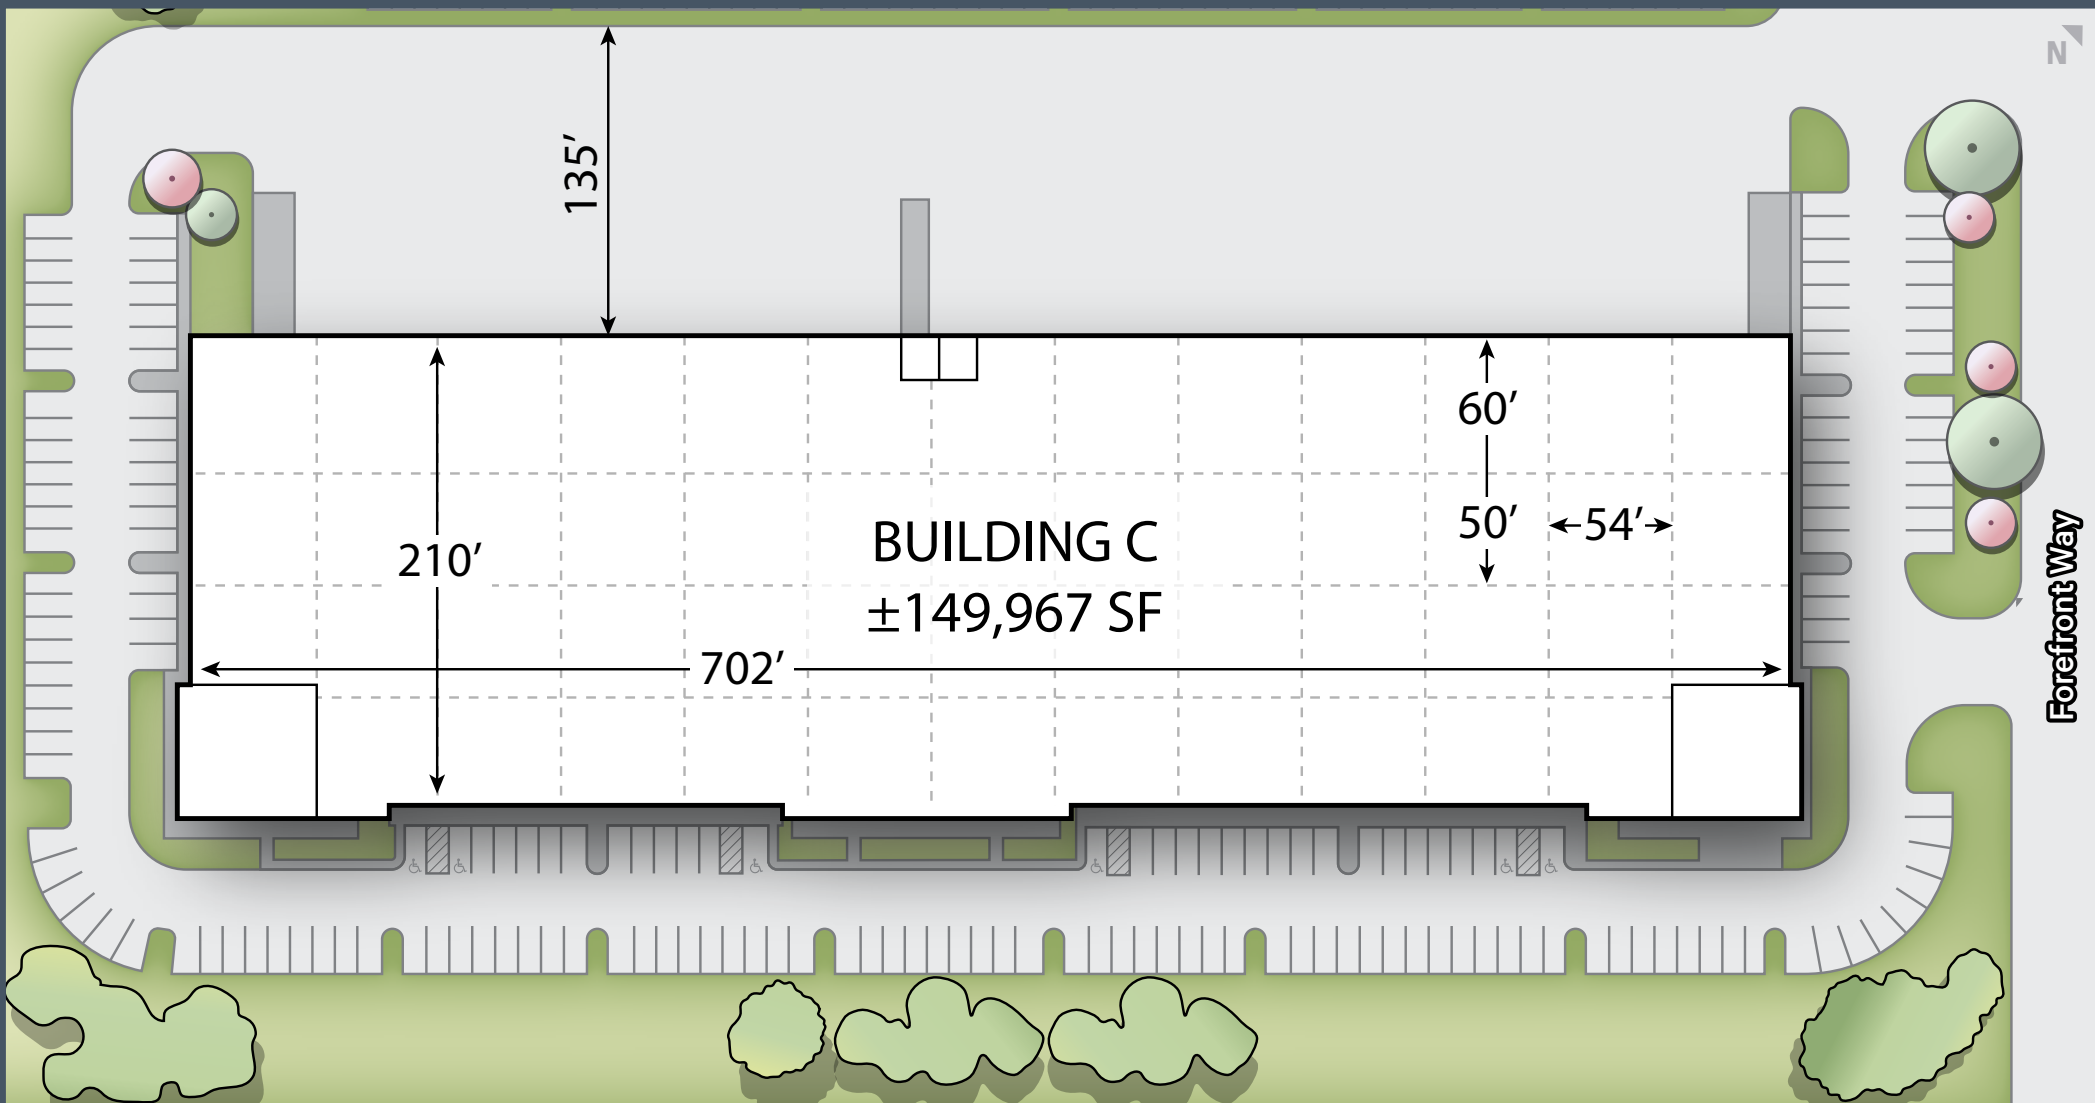 N
135’
60’
50’
54’
BUILDING C
±149,967 SF
210’
702’
Forefront Way